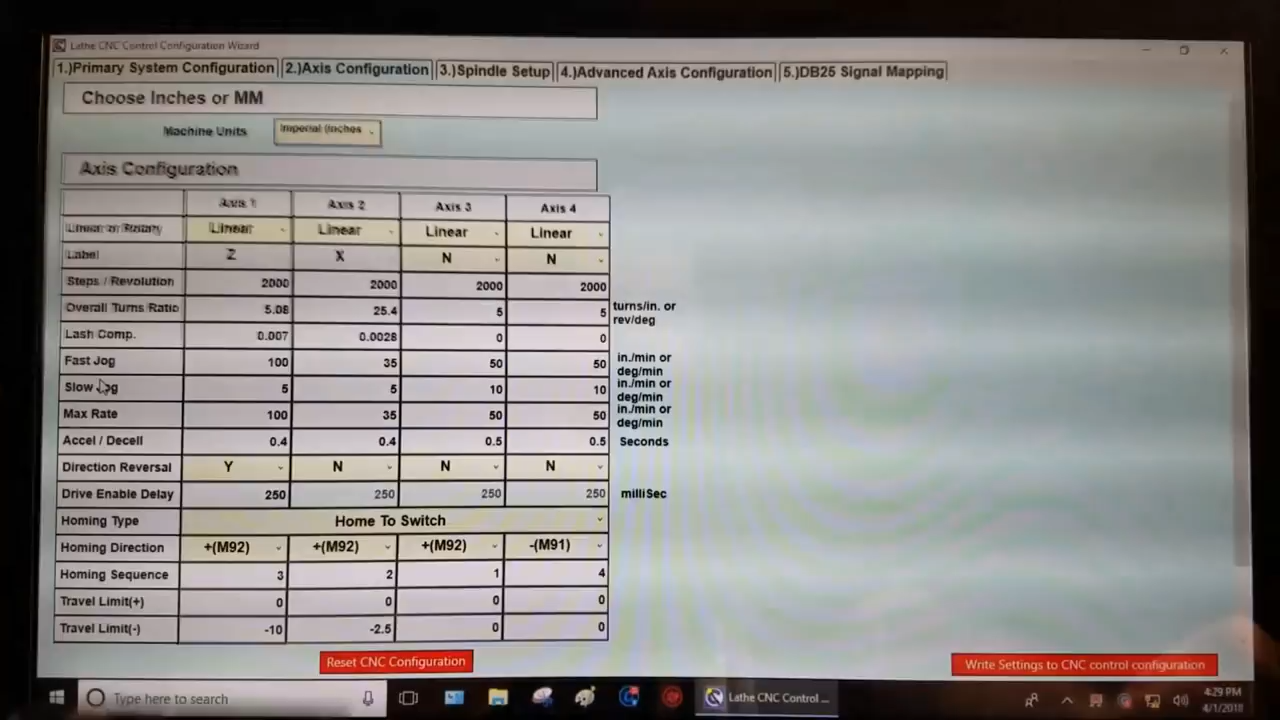 Lathe CNC Control Configuration Wizard
1.)Primary System Configuration 2.)Axis Configuration 3.)Spindle Setup 4.)Advanced Axis Configuration 5.)DB25 Signal Mapping
Choose Inches or MM
Machine Units Imperial (Inches
Axis Configuration
Axis 1 Axis 2 Axis 3 Axis 4
Linear or Rotary Linear Linear Linear Linear
Label Z X N N
Steps / Revolution 2000 2000 2000 2000
Overall Turns Ratio 5.08 25.4 5 5 turns/in. or
rev/deg
Lash Comp. 0.007 0.0028 0 0
Fast Jog 100 35 50 50 in./min or
deg/min
Slow Jog 5 5 10 10 in./min or
deg/min
Max Rate 100 35 50 50 in./min or
deg/min
Accel / Decell 0.4 0.4 0.5 0.5 Seconds
Direction Reversal Y N N N
Drive Enable Delay 250 250 250 250 milliSec
Homing Type Home To Switch
Homing Direction +(M92) +(M92) +(M92) -(M91)
Homing Sequence 3 2 1 4
Travel Limit(+) 0 0 0 0
Travel Limit(-) -10 -2.5 0 0
Reset CNC Configuration Write Settings to CNC control configuration
Type here to search Lathe CNC Control ... 4:29 PM
4/1/2018